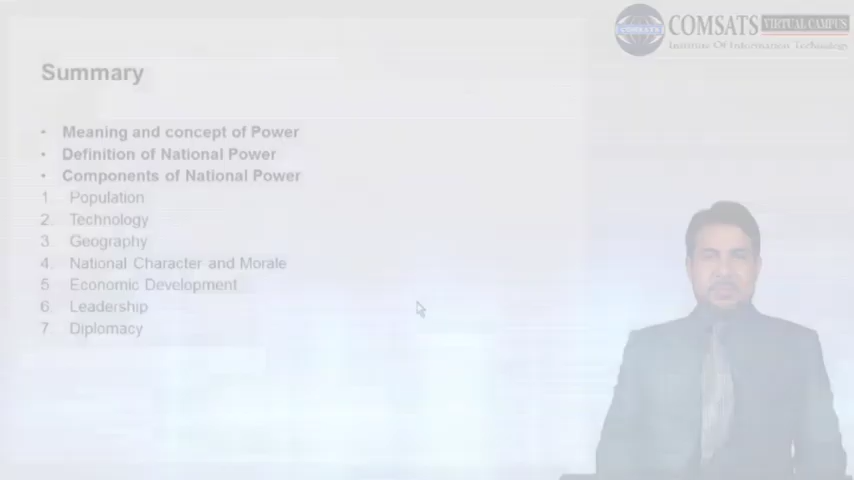 COMSATS
COMSATS VIRTUAL CAMPUS
Institute Of Information Technology
Summary
• Meaning and concept of Power
• Definition of National Power
• Components of National Power
1. Population
2. Technology
3. Geography
4. National Character and Morale
5 Economic Development
6. Leadership
7. Diplomacy